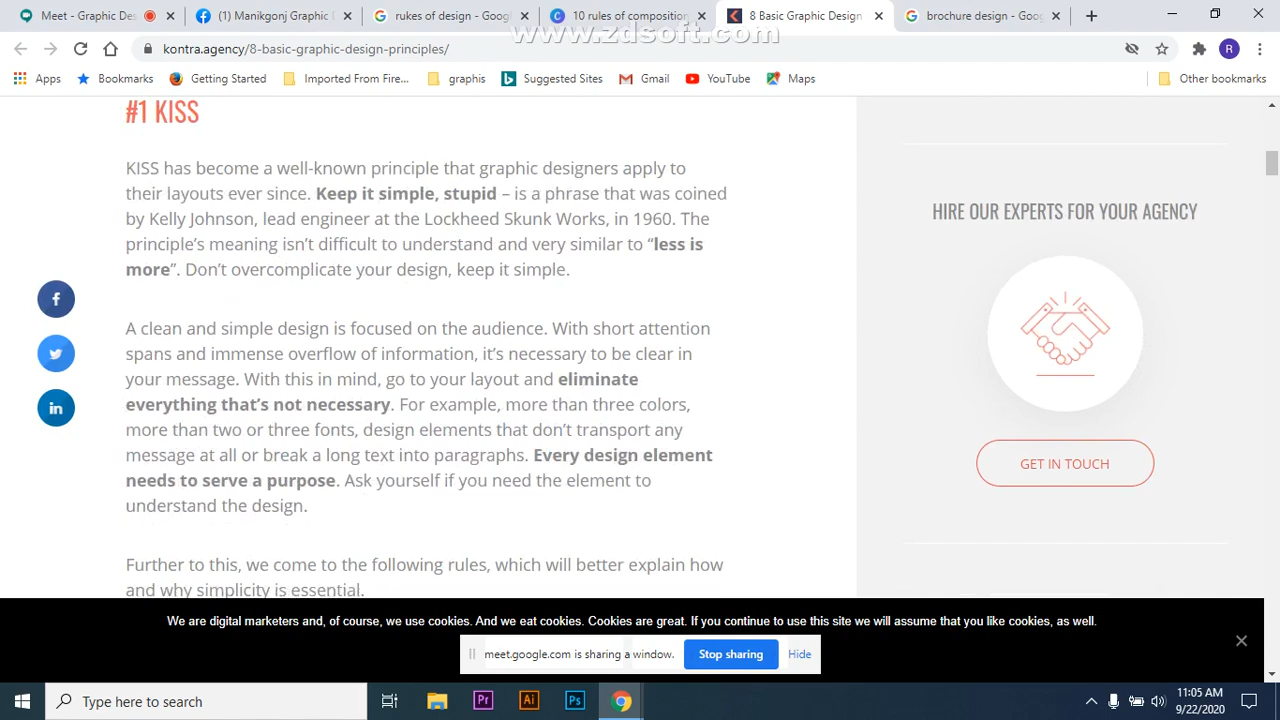 Meet - Graphic Des
(1) Manikgonj Graphic D
rukes of design - Goog
10 rules of composition
8 Basic Graphic Design
brochure design - Goo
www.zdsoft.com
kontra.agency/8-basic-graphic-design-principles/
R
Apps
Bookmarks
Getting Started
Imported From Fire...
graphis
Suggested Sites
Gmail
YouTube
Maps
Other bookmarks
#1 KISS
KISS has become a well-known principle that graphic designers apply to
their layouts ever since. Keep it simple, stupid – is a phrase that was coined
by Kelly Johnson, lead engineer at the Lockheed Skunk Works, in 1960. The
principle’s meaning isn’t difficult to understand and very similar to “less is
more”. Don’t overcomplicate your design, keep it simple.
A clean and simple design is focused on the audience. With short attention
spans and immense overflow of information, it’s necessary to be clear in
your message. With this in mind, go to your layout and eliminate
everything that’s not necessary. For example, more than three colors,
more than two or three fonts, design elements that don’t transport any
message at all or break a long text into paragraphs. Every design element
needs to serve a purpose. Ask yourself if you need the element to
understand the design.
Further to this, we come to the following rules, which will better explain how
and why simplicity is essential.
HIRE OUR EXPERTS FOR YOUR AGENCY
GET IN TOUCH
We are digital marketers and, of course, we use cookies. And we eat cookies. Cookies are great. If you continue to use this site we will assume that you like cookies, as well.
meet.google.com is sharing a window.
Stop sharing
Hide
Type here to search
Pr
Ai
Ps
11:05 AM
9/22/2020